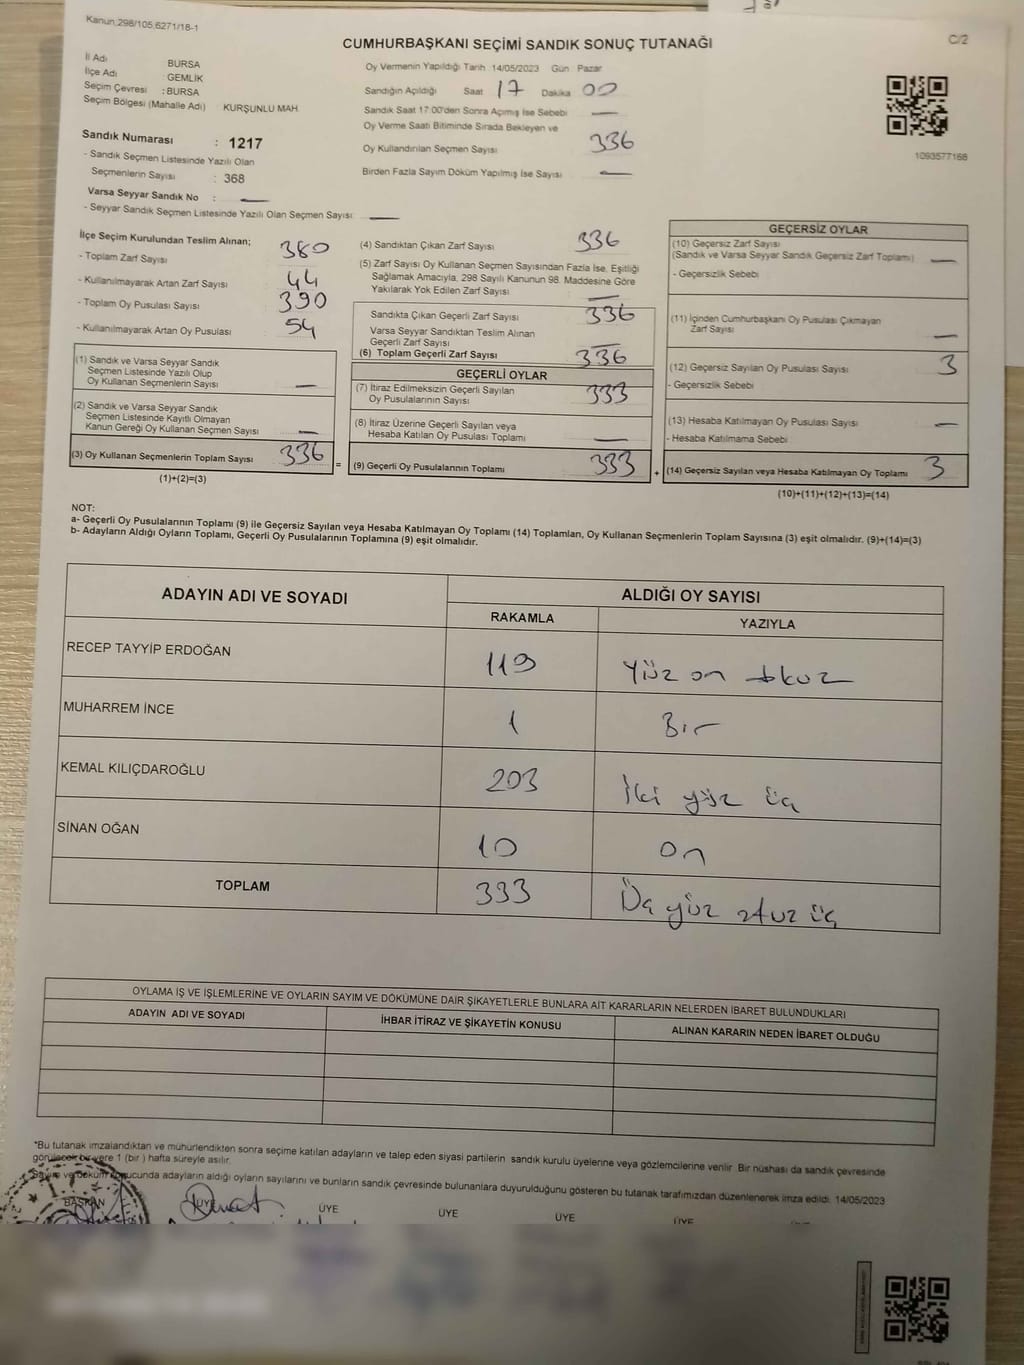 Kanun:298/105,6271/18-1
C/2
CUMHURBAŞKANI SEÇİMİ SANDIK SONUÇ TUTANAĞI
İl Adı BURSA
İlçe Adı : GEMLİK
Seçim Çevresi : BURSA
Seçim Bölgesi (Mahalle Adı) KURŞUNLU MAH
Oy Vermenin Yapıldığı Tarih :14/05/2023 Gün : Pazar
Sandığın Açıldığı Saat 17 Dakika 00
Sandık Saat 17:00'den Sonra Açımış İse Sebebi —
Oy Verme Saati Bitiminde Sırada Bekleyen ve
Oy Kullandırılan Seçmen Sayısı 336
Birden Fazla Sayım Döküm Yapılmış İse Sayısı —
1093577168
Sandık Numarası : 1217
- Sandık Seçmen Listesinde Yazılı Olan
Seçmenlerin Sayısı : 368
Varsa Seyyar Sandık No : —
- Seyyar Sandık Seçmen Listesinde Yazılı Olan Seçmen Sayısı —
İlçe Seçim Kurulundan Teslim Alınan;
- Toplam Zarf Sayısı 380
- Kullanılmayarak Artan Zarf Sayısı 44
- Toplam Oy Pusulası Sayısı 390
- Kullanılmayarak Artan Oy Pusulası 54
(1) Sandık ve Varsa Seyyar Sandık
Seçmen Listesinde Yazılı Olup
Oy Kullanan Seçmenlerin Sayısı —
(2) Sandık ve Varsa Seyyar Sandık
Seçmen Listesinde Kayıtlı Olmayan
Kanun Gereği Oy Kullanan Seçmen Sayısı —
(3) Oy Kullanan Seçmenlerin Toplam Sayısı 336
(1)+(2)=(3)
(4) Sandıktan Çıkan Zarf Sayısı 336
(5) Zarf Sayısı Oy Kullanan Seçmen Sayısından Fazla İse, Eşitliği
Sağlamak Amacıyla, 298 Sayılı Kanunun 98. Maddesine Göre
Yakılarak Yok Edilen Zarf Sayısı —
Sandıkta Çıkan Geçerli Zarf Sayısı 336
Varsa Seyyar Sandıktan Teslim Alınan
Geçerli Zarf Sayısı —
(6) Toplam Geçerli Zarf Sayısı 336
GEÇERLİ OYLAR
(7) İtiraz Edilmeksizin Geçerli Sayılan
Oy Pusulalarının Sayısı 333
(8) İtiraz Üzerine Geçerli Sayılan veya
Hesaba Katılan Oy Pusulası Toplamı —
= (9) Geçerli Oy Pusulalarının Toplamı 333 +
GEÇERSİZ OYLAR
(10) Geçersiz Zarf Sayısı
(Sandık ve Varsa Seyyar Sandık Geçersiz Zarf Toplamı) —
- Geçersizlik Sebebi
(11) İçinden Cumhurbaşkanı Oy Pusulası Çıkmayan
Zarf Sayısı —
(12) Geçersiz Sayılan Oy Pusulası Sayısı 3
- Geçersizlik Sebebi
(13) Hesaba Katılmayan Oy Pusulası Sayısı —
- Hesaba Katılmama Sebebi
(14) Geçersiz Sayılan veya Hesaba Katılmayan Oy Toplamı 3
(10)+(11)+(12)+(13)=(14)
NOT:
a- Geçerli Oy Pusulalarının Toplamı (9) ile Geçersiz Sayılan veya Hesaba Katılmayan Oy Toplamı (14) Toplamları, Oy Kullanan Seçmenlerin Toplam Sayısına (3) eşit olmalıdır. (9)+(14)=(3)
b- Adayların Aldığı Oyların Toplamı, Geçerli Oy Pusulalarının Toplamına (9) eşit olmalıdır.
ADAYIN ADI VE SOYADI
ALDIĞI OY SAYISI
RAKAMLA YAZIYLA
RECEP TAYYİP ERDOĞAN 119 Yüz on dokuz
MUHARREM İNCE 1 Bir
KEMAL KILIÇDAROĞLU 203 İki yüz üç
SİNAN OĞAN 10 on
TOPLAM 333 Üç yüz otuz üç
OYLAMA İŞ VE İŞLEMLERİNE VE OYLARIN SAYIM VE DÖKÜMÜNE DAİR ŞİKAYETLERLE BUNLARA AİT KARARLARIN NELERDEN İBARET BULUNDUKLARI
ADAYIN ADI VE SOYADI İHBAR İTİRAZ VE ŞİKAYETİN KONUSU ALINAN KARARIN NEDEN İBARET OLDUĞU
*Bu tutanak imzalandıktan ve mühürlendikten sonra seçime katılan adayların ve talep eden siyasi partilerin sandık kurulu üyelerine veya gözlemcilerine verilir. Bir nüshası da sandık çevresinde
görülecek bir yere 1 (bir ) hafta süreyle asılır.
Sayım ve döküm sonucunda adayların aldığı oyların sayılarını ve bunların sandık çevresinde bulunanlara duyurulduğunu gösteren bu tutanak tarafımızdan düzenlenerek imza edildi. 14/05/2023
BAŞKAN ÜYE ÜYE ÜYE ÜYE ÜYE